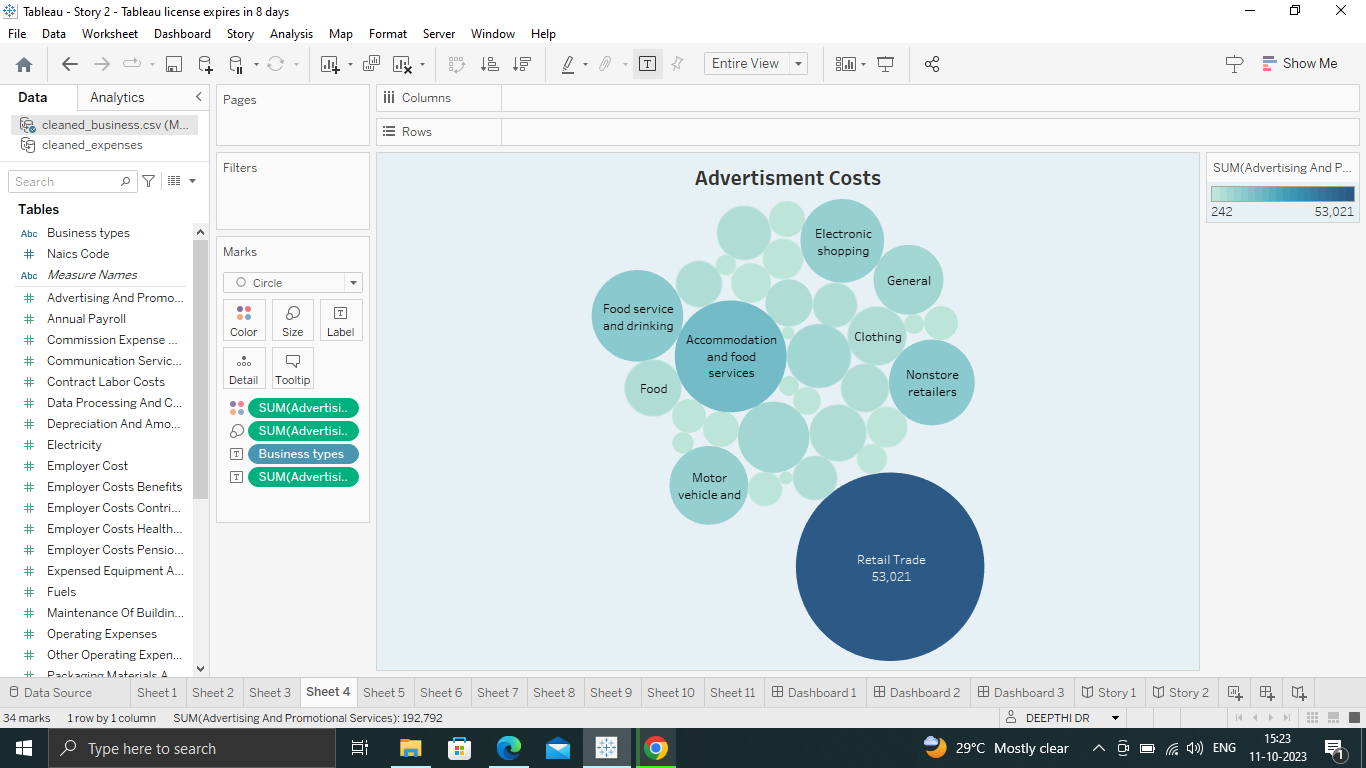 Tableau - Story 2 - Tableau license expires in 8 days
File Data Worksheet Dashboard Story Analysis Map Format Server Window Help
Entire View
Show Me
Data Analytics
cleaned_business.csv (M...
cleaned_expenses
Search
Tables
Abc Business types
# Naics Code
Abc Measure Names
# Advertising And Promo...
# Annual Payroll
# Commission Expense ...
# Communication Servic...
# Contract Labor Costs
# Data Processing And C...
# Depreciation And Amo...
# Electricity
# Employer Cost
# Employer Costs Benefits
# Employer Costs Contri...
# Employer Costs Health...
# Employer Costs Pensio...
# Expensed Equipment A...
# Fuels
# Maintenance Of Buildin...
# Operating Expenses
# Other Operating Expen...
# Packaging Materials A...
Pages
Filters
Marks
Circle
Color Size Label
Detail Tooltip
SUM(Advertisi..
SUM(Advertisi..
Business types
SUM(Advertisi..
Columns
Rows
Advertisment Costs
Electronic
shopping
General
Food service
and drinking
Accommodation
and food
services
Clothing
Nonstore
retailers
Food
Motor
vehicle and
Retail Trade
53,021
SUM(Advertising And P...
242 53,021
Data Source Sheet 1 Sheet 2 Sheet 3 Sheet 4 Sheet 5 Sheet 6 Sheet 7 Sheet 8 Sheet 9 Sheet 10 Sheet 11 Dashboard 1 Dashboard 2 Dashboard 3 Story 1 Story 2
34 marks 1 row by 1 column SUM(Advertising And Promotional Services): 192,792
DEEPTHI DR
Type here to search
29°C Mostly clear
ENG
15:23
11-10-2023
1